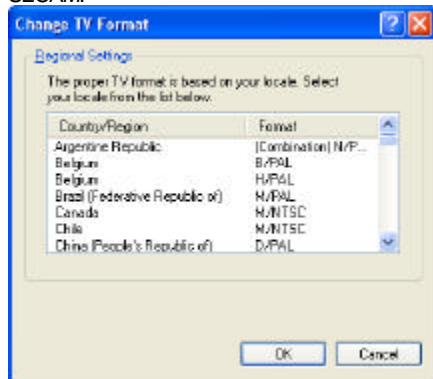 SECAM.
Change TV Format
Regional Settings
The proper TV format is based on your locale. Select
your locale from the list below.
Country/Region Format
Argentine Republic (Combination) N/P...
Belgium B/PAL
Belgium H/PAL
Brazil (Federative Republic of) M/PAL
Canada M/NTSC
Chile M/NTSC
China (People's Republic of) D/PAL
OK Cancel